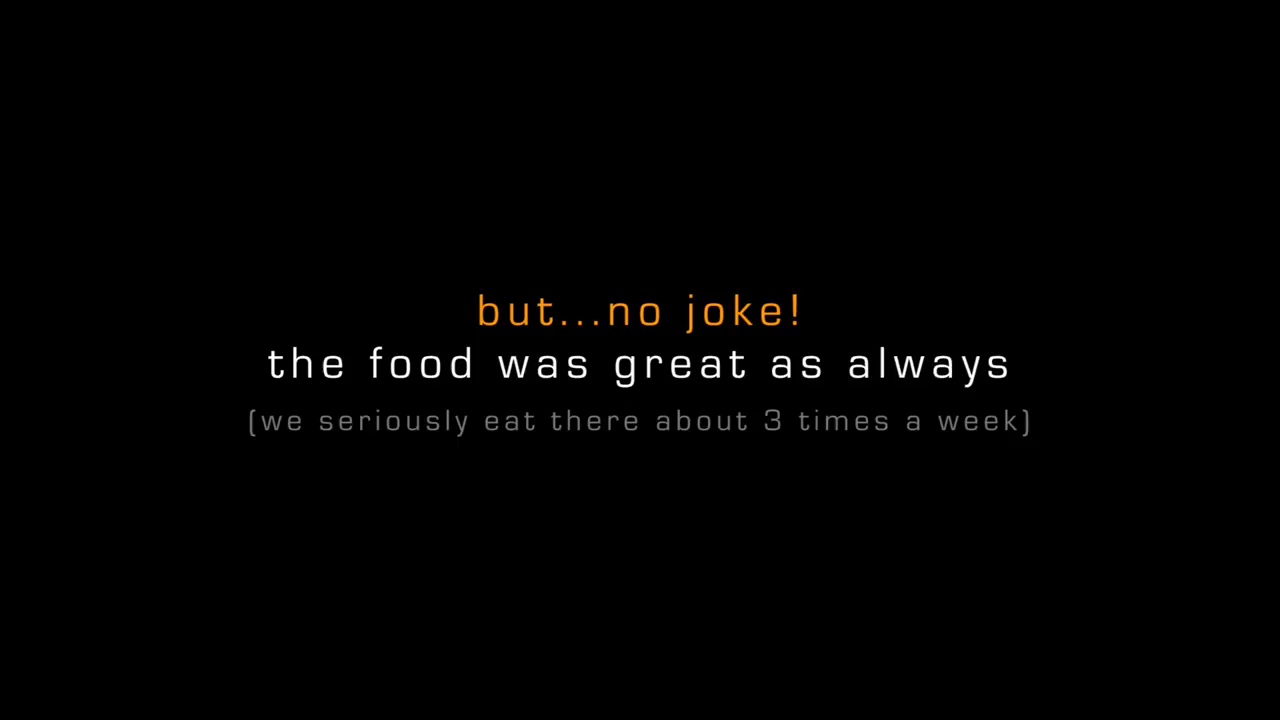 but...no joke!
the food was great as always
(we seriously eat there about 3 times a week)